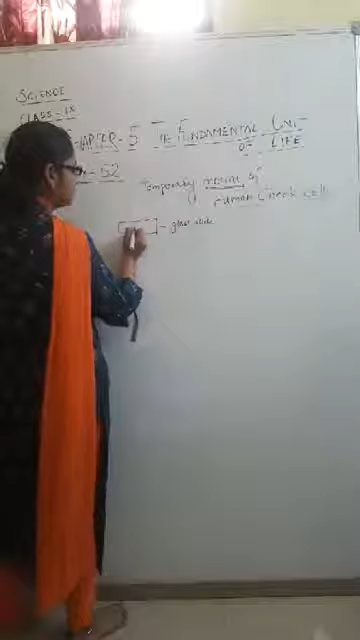 SCIENCE
CLASS - IX
CHAPTER - 5 THE FUNDAMENTAL UNIT
OF LIFE
- 52
Temporary mount of
Human Cheek cell
- glass slide